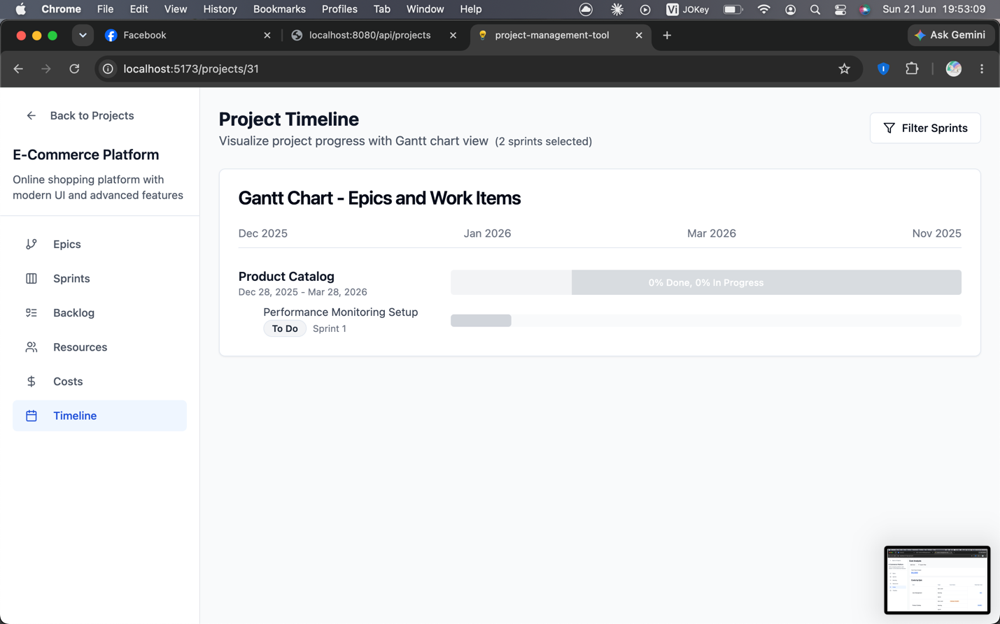 Chrome File Edit View History Bookmarks Profiles Tab Window Help Vi JOKey Sun 21 Jun 19:53:09
Facebook localhost:8080/api/projects project-management-tool Ask Gemini
localhost:5173/projects/31
Back to Projects
E-Commerce Platform
Online shopping platform with
modern UI and advanced features
Epics
Sprints
Backlog
Resources
Costs
Timeline
Project Timeline
Visualize project progress with Gantt chart view (2 sprints selected)
Filter Sprints
Gantt Chart - Epics and Work Items
Dec 2025 Jan 2026 Mar 2026 Nov 2025
Product Catalog
Dec 28, 2025 - Mar 28, 2026
0% Done, 0% In Progress
Performance Monitoring Setup
To Do Sprint 1